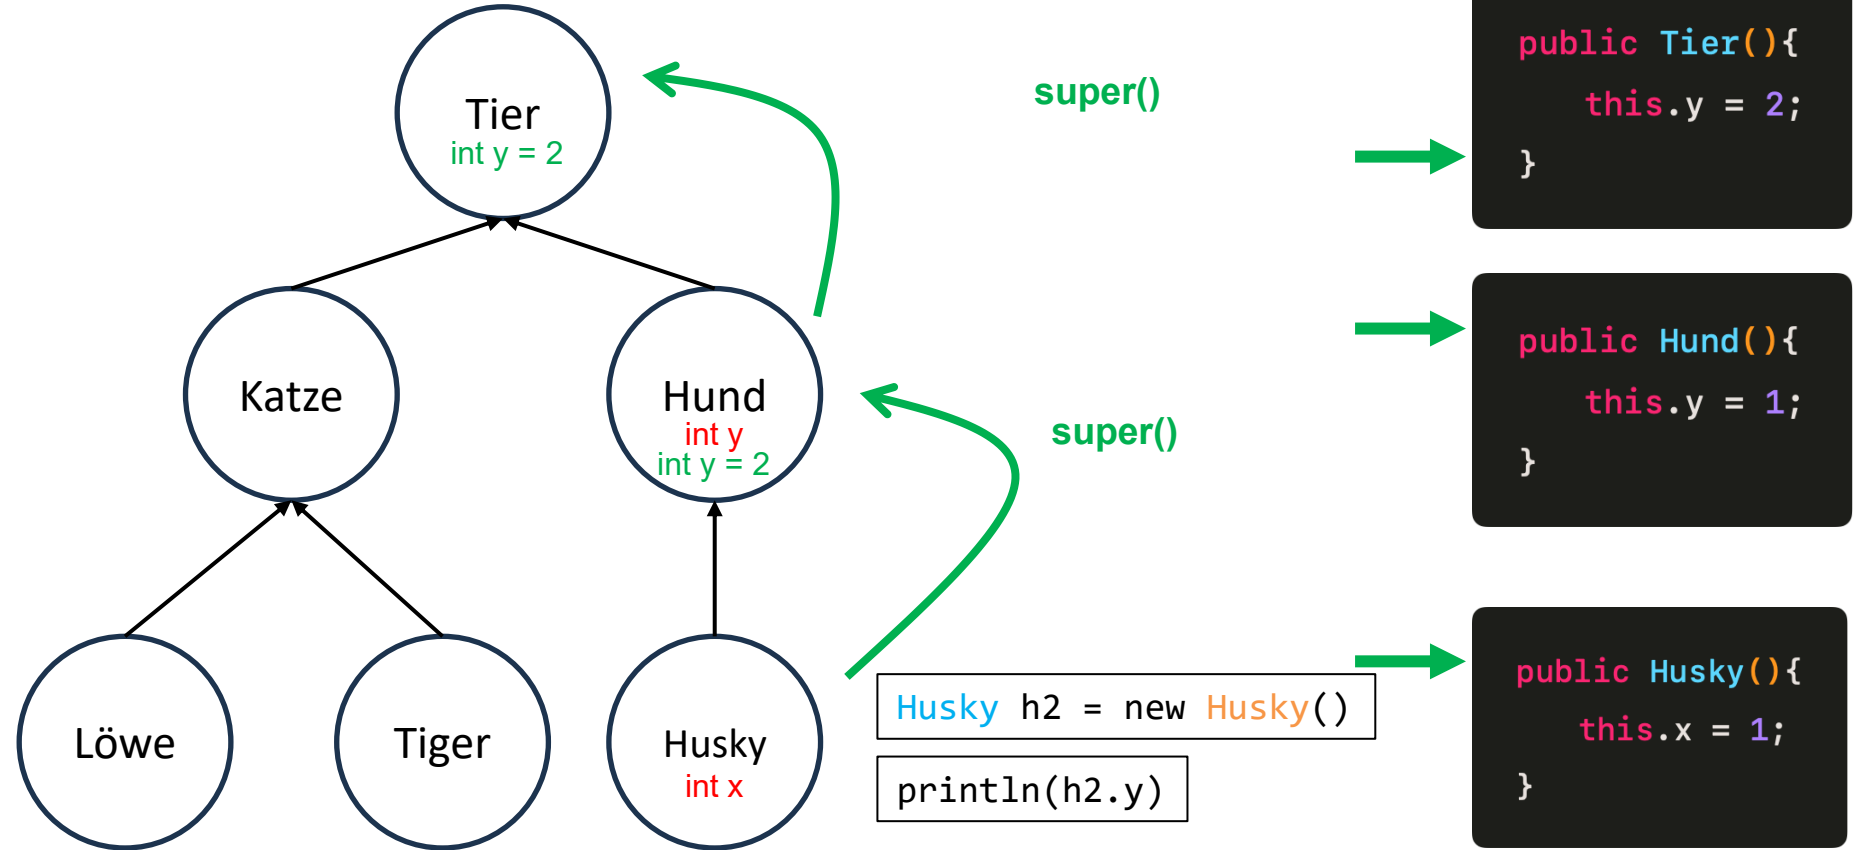 Tier
int y = 2
super()
public Tier(){
this.y = 2;
}
Katze
Hund
int y
int y = 2
super()
public Hund(){
this.y = 1;
}
Löwe
Tiger
Husky
int x
Husky h2 = new Husky()
println(h2.y)
public Husky(){
this.x = 1;
}